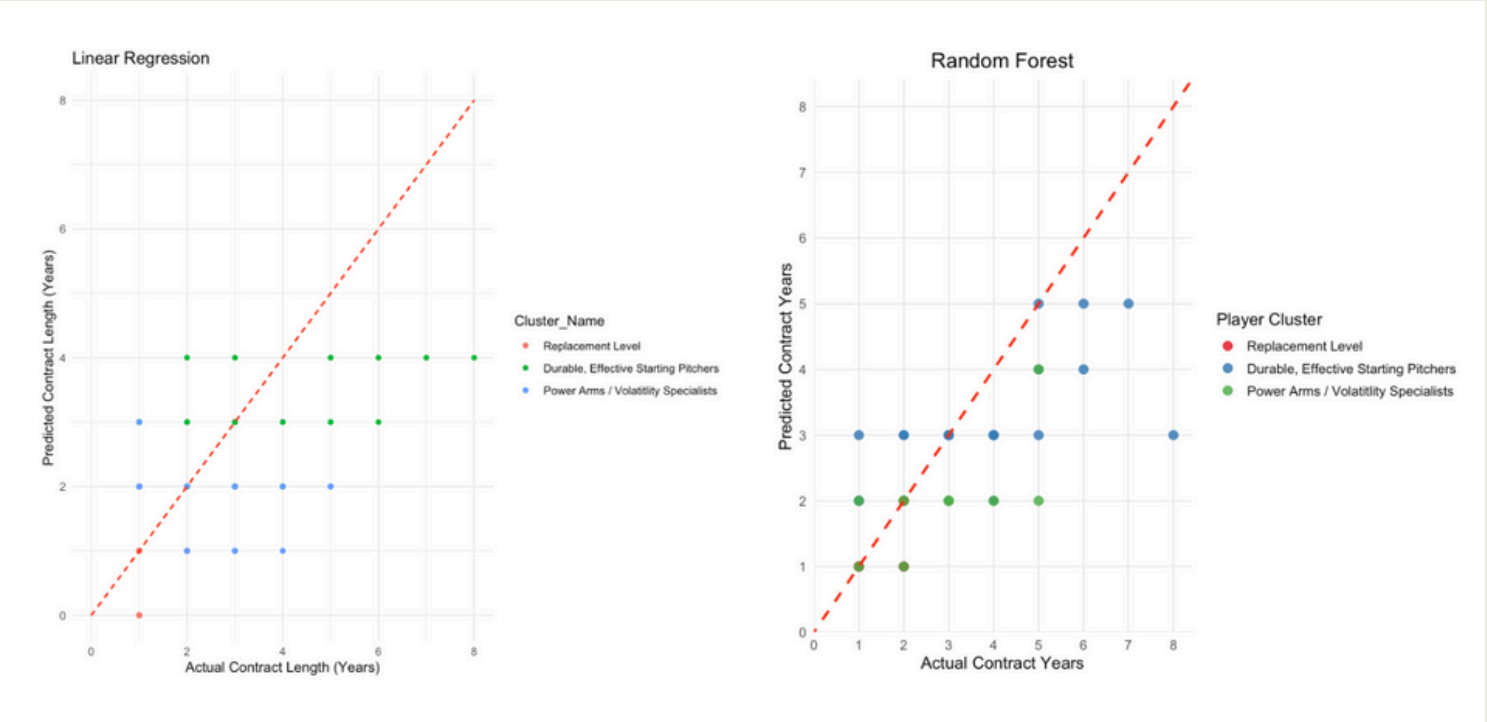 Linear Regression
8
6
4
2
0
0 2 4 6 8
Predicted Contract Length (Years)
Actual Contract Length (Years)
Cluster_Name
Replacement Level
Durable, Effective Starting Pitchers
Power Arms / Volatitlity Specialists
Random Forest
8
7
6
5
4
3
2
1
0
0 1 2 3 4 5 6 7 8
Predicted Contract Years
Actual Contract Years
Player Cluster
Replacement Level
Durable, Effective Starting Pitchers
Power Arms / Volatitlity Specialists